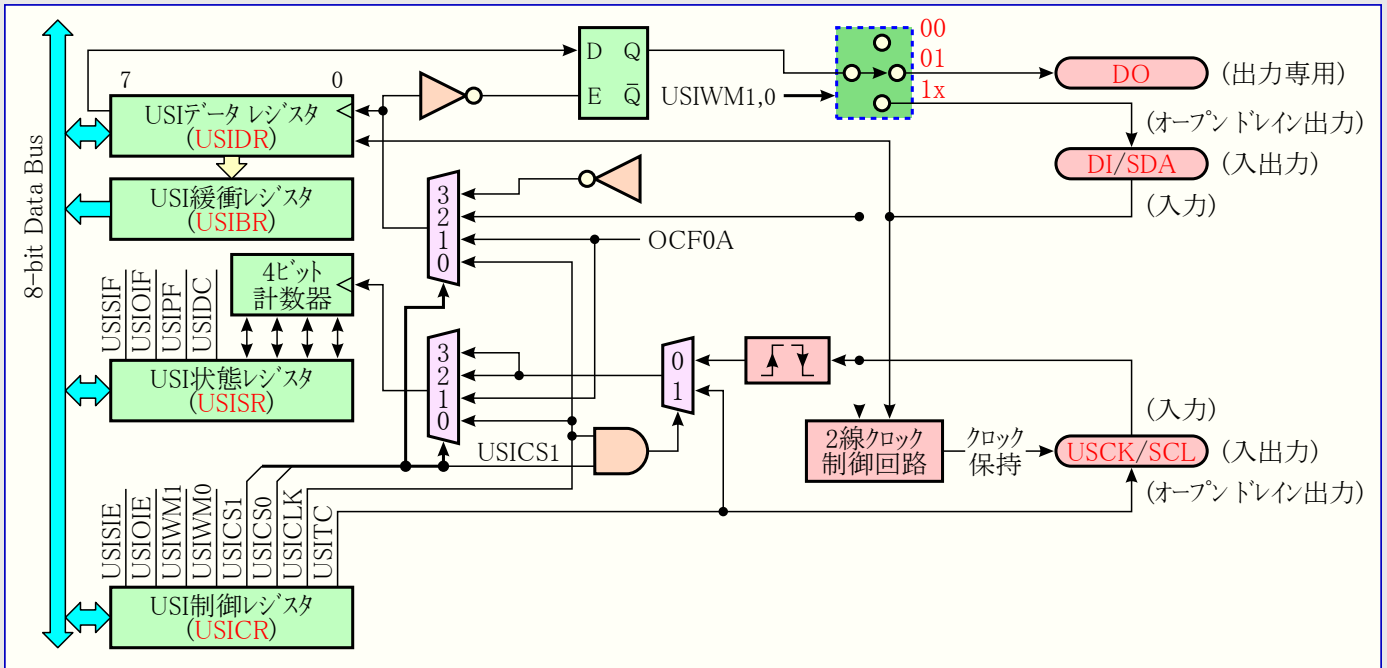 8-bit Data Bus
7 0
USIデータ レジスタ
(USIDR)
USI緩衝レジスタ
(USIBR)
USISIF
USIOIF
USIPF
USIDC
4ビット
計数器
USI状態レジスタ
(USISR)
USISIE
USIOIE
USIWM1
USIWM0
USICS1
USICS0
USICLK
USITC
USI制御レジスタ
(USICR)
D Q
E Q̅
USIWM1,0
00
01
1x
DO (出力専用)
(オープンドレイン出力)
DI/SDA (入出力)
(入力)
3
2
1
0
OCF0A
3
2
1
0
USICS1
0
1
2線クロック
制御回路
クロック
保持
(入力)
USCK/SCL (入出力)
(オープンドレイン出力)